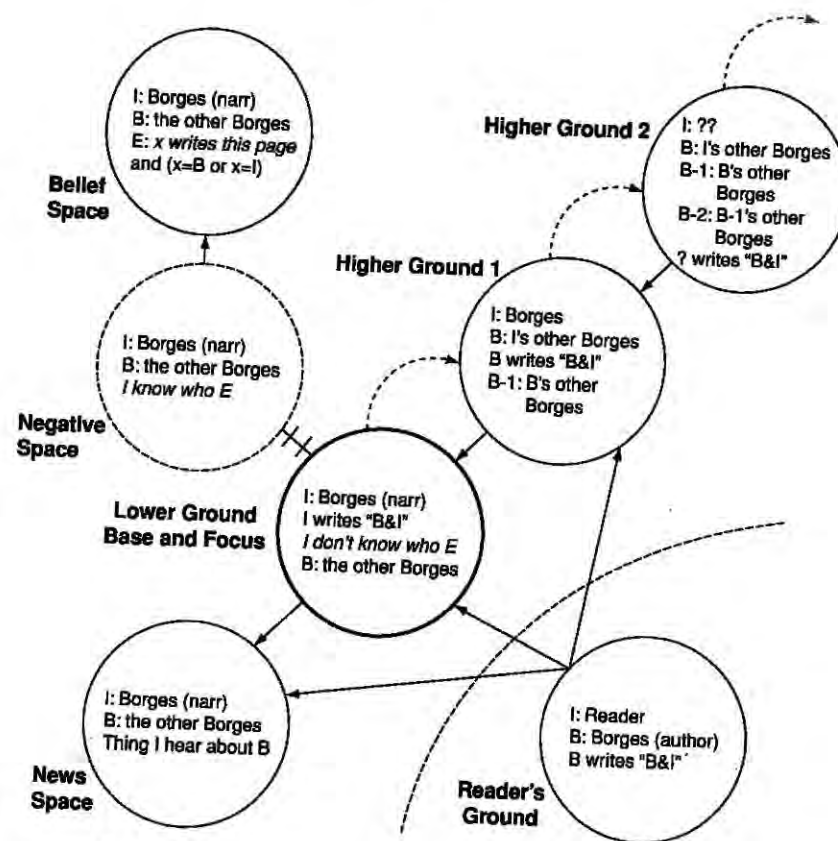 I: Borges (narr)
B: the other Borges
E: x writes this page
and (x=B or x=I)
Belief
Space
Higher Ground 2
I: ??
B: I's other Borges
B-1: B's other
Borges
B-2: B-1's other
Borges
? writes "B&I"
Higher Ground 1
I: Borges
B: I's other Borges
B writes "B&I"
B-1: B's other
Borges
I: Borges (narr)
B: the other Borges
I know who E
Negative
Space
Lower Ground
Base and Focus
I: Borges (narr)
I writes "B&I"
I don't know who E
B: the other Borges
I: Borges (narr)
B: the other Borges
Thing I hear about B
News
Space
I: Reader
B: Borges (author)
B writes "B&I"
Reader's
Ground